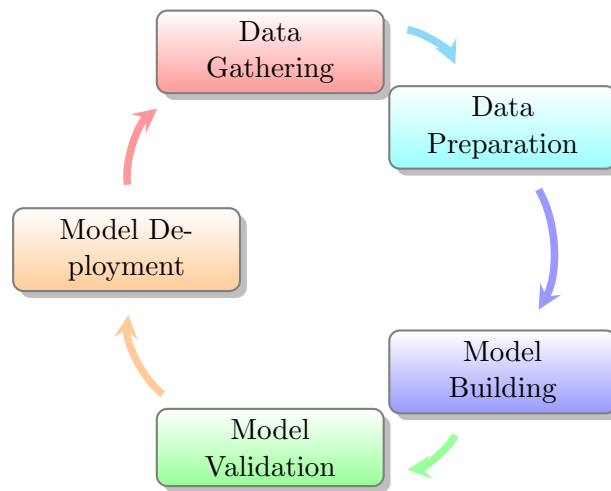 Data
Gathering
Data
Preparation
Model
Building
Model
Validation
Model De-
ployment